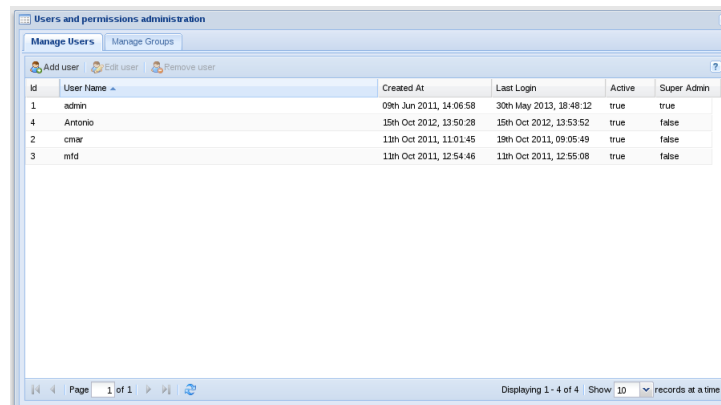 Users and permissions administration
Manage Users Manage Groups
Add user Edit user Remove user ?
Id User Name Created At Last Login Active Super Admin
1 admin 09th Jun 2011, 14:06:58 30th May 2013, 18:48:12 true true
4 Antonio 15th Oct 2012, 13:50:28 15th Oct 2012, 13:53:52 true false
2 cmar 11th Oct 2011, 11:01:45 19th Oct 2011, 09:05:49 true false
3 mfd 11th Oct 2011, 12:54:46 11th Oct 2011, 12:55:08 true false
Page 1 of 1 Displaying 1 - 4 of 4 Show 10 records at a time